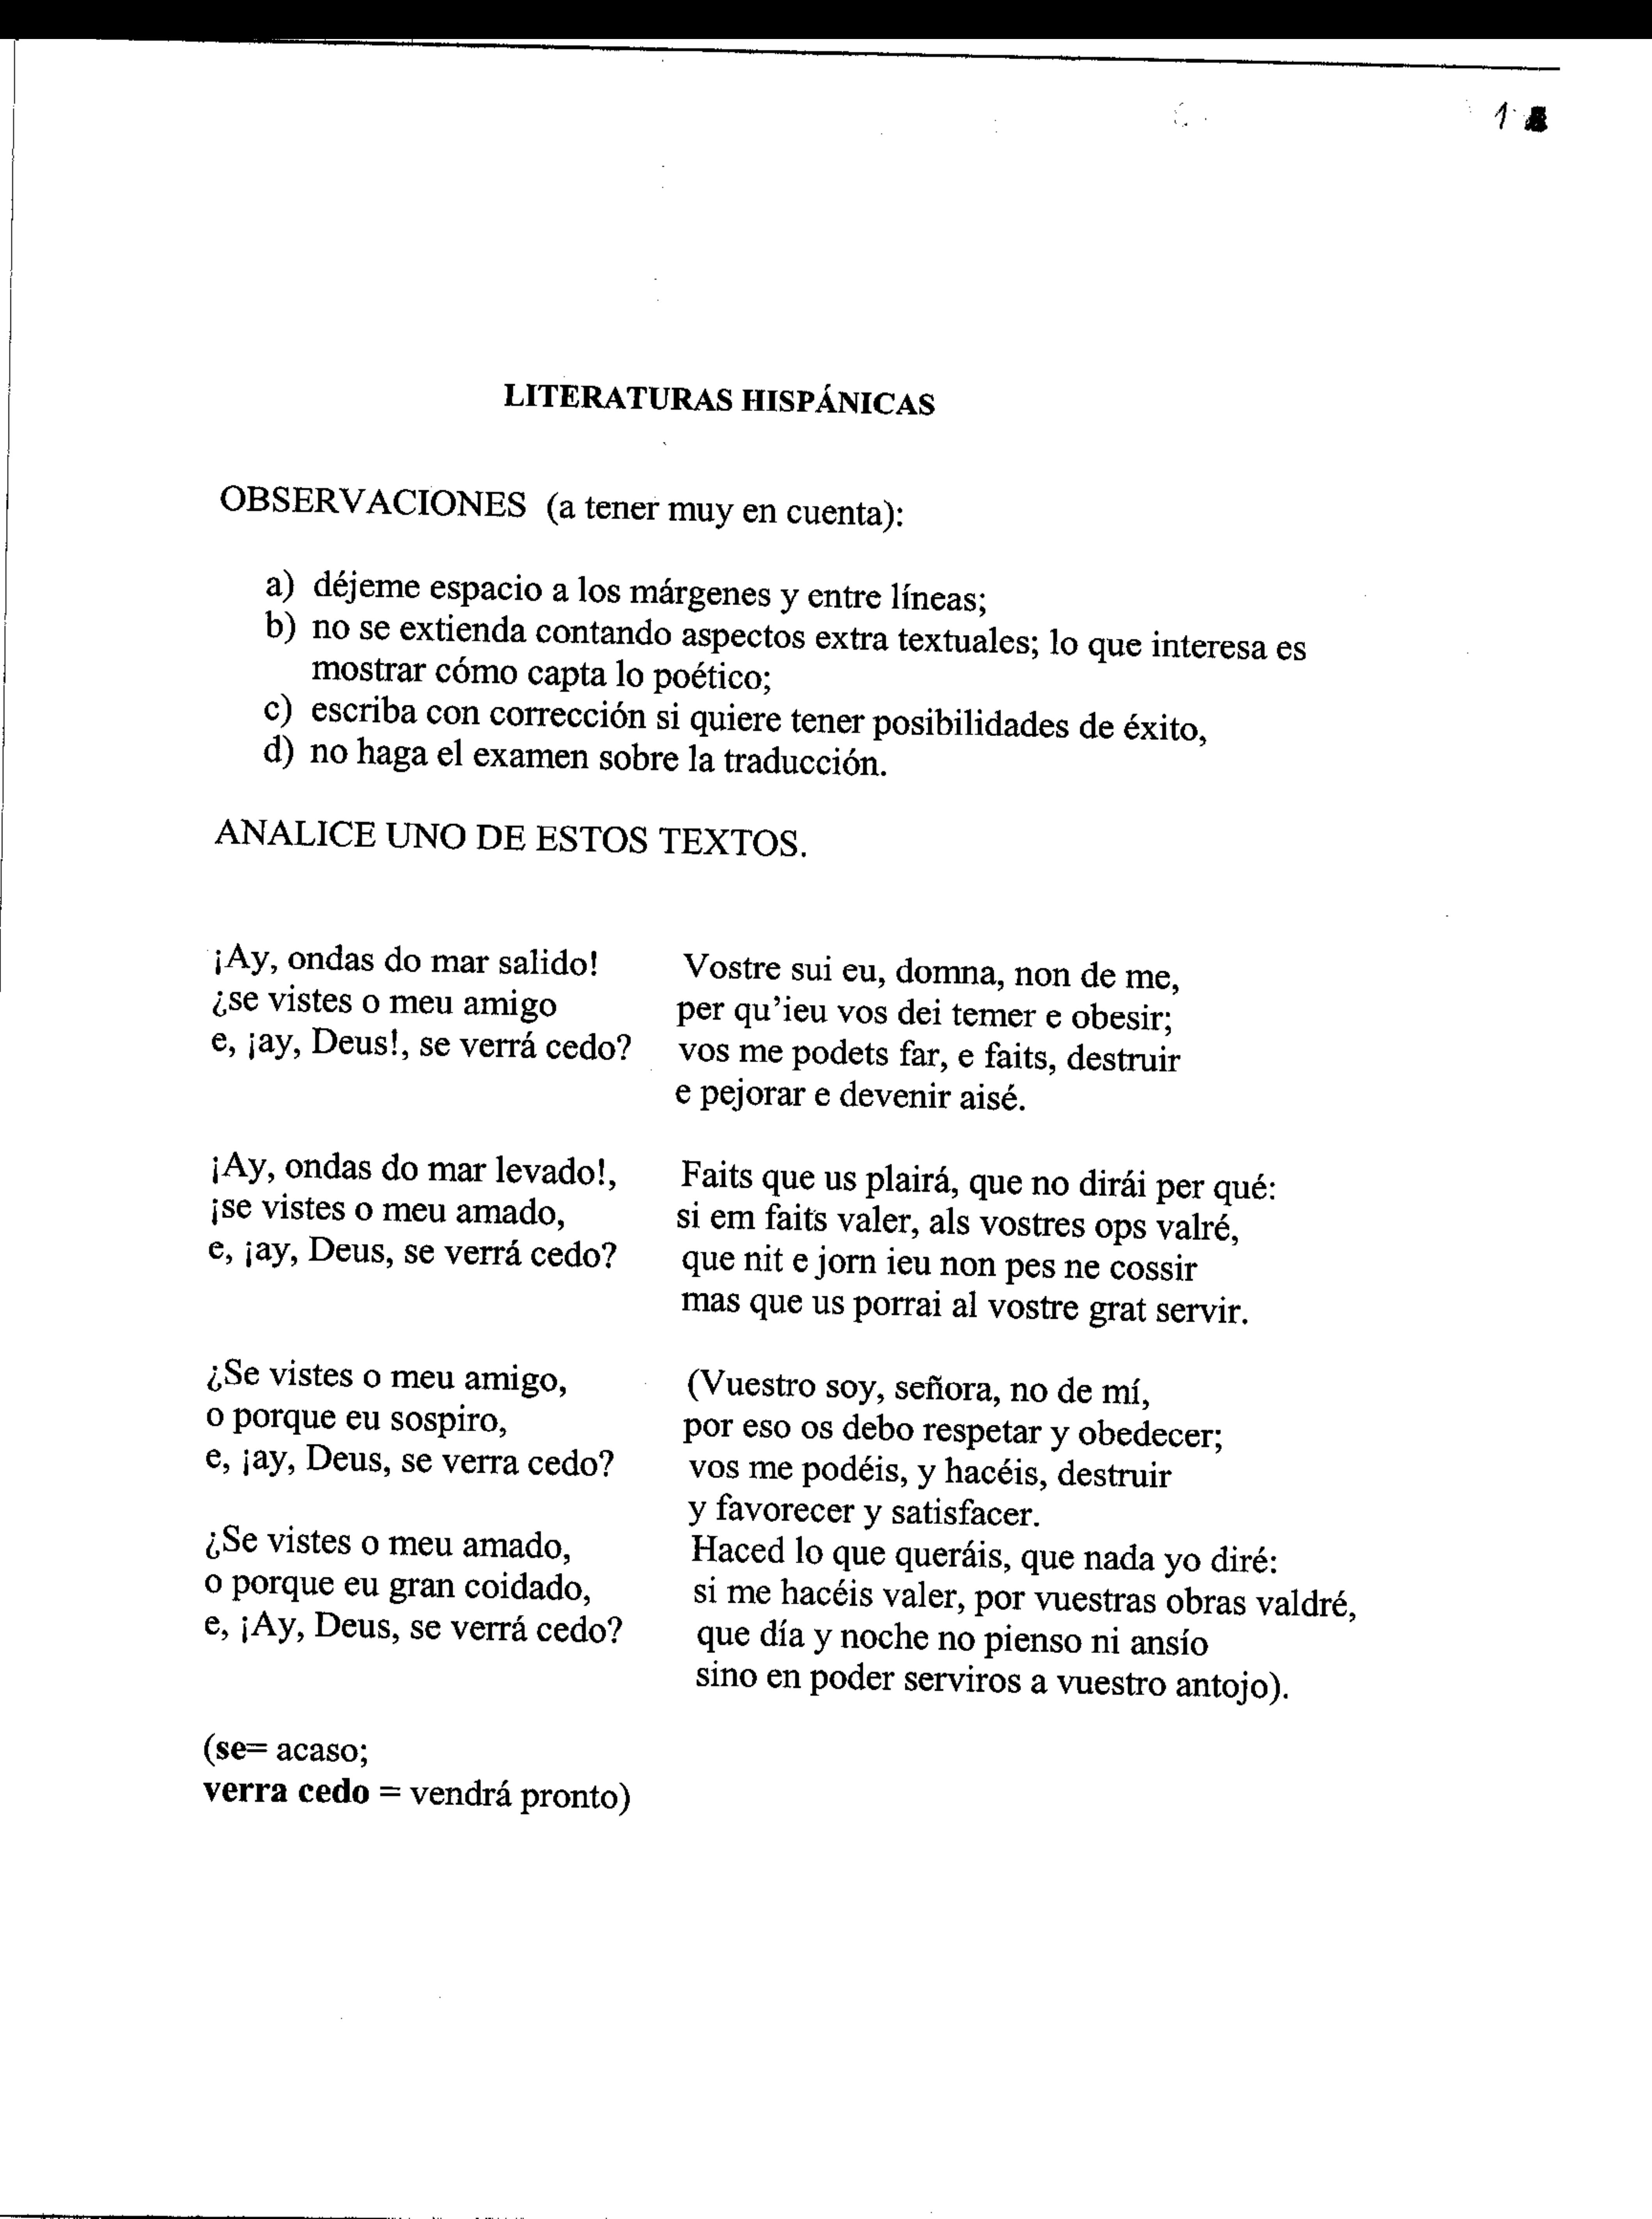 1
LITERATURAS HISPÁNICAS
OBSERVACIONES (a tener muy en cuenta):
a) déjeme espacio a los márgenes y entre líneas;
b) no se extienda contando aspectos extra textuales; lo que interesa es
mostrar cómo capta lo poético;
c) escriba con corrección si quiere tener posibilidades de éxito,
d) no haga el examen sobre la traducción.
ANALICE UNO DE ESTOS TEXTOS.
¡Ay, ondas do mar salido!
¿se vistes o meu amigo
e, ¡ay, Deus!, se verrá cedo?
¡Ay, ondas do mar levado!,
¡se vistes o meu amado,
e, ¡ay, Deus, se verrá cedo?
¿Se vistes o meu amigo,
o porque eu sospiro,
e, ¡ay, Deus, se verra cedo?
¿Se vistes o meu amado,
o porque eu gran coidado,
e, ¡Ay, Deus, se verrá cedo?
(se= acaso;
verra cedo = vendrá pronto)
Vostre sui eu, domna, non de me,
per qu'ieu vos dei temer e obesir;
vos me podets far, e faits, destruir
e pejorar e devenir aisé.
Faits que us plairá, que no dirái per qué:
si em faits valer, als vostres ops valré,
que nit e jorn ieu non pes ne cossir
mas que us porrai al vostre grat servir.
(Vuestro soy, señora, no de mí,
por eso os debo respetar y obedecer;
vos me podéis, y hacéis, destruir
y favorecer y satisfacer.
Haced lo que queráis, que nada yo diré:
si me hacéis valer, por vuestras obras valdré,
que día y noche no pienso ni ansío
sino en poder serviros a vuestro antojo).